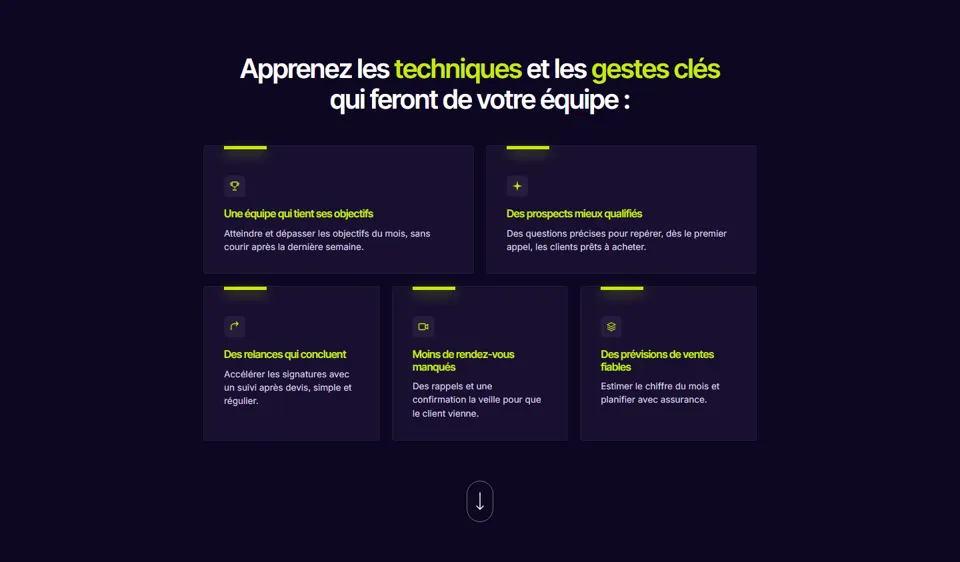 Apprenez les techniques et les gestes clés
qui feront de votre équipe :
Une équipe qui tient ses objectifs
Atteindre et dépasser les objectifs du mois, sans
courir après la dernière semaine.
Des prospects mieux qualifiés
Des questions précises pour repérer, dès le premier
appel, les clients prêts à acheter.
Des relances qui concluent
Accélérer les signatures avec
un suivi après devis, simple et
régulier.
Moins de rendez-vous
manqués
Des rappels et une
confirmation la veille pour que
le client vienne.
Des prévisions de ventes
fiables
Estimer le chiffre du mois et
planifier avec assurance.